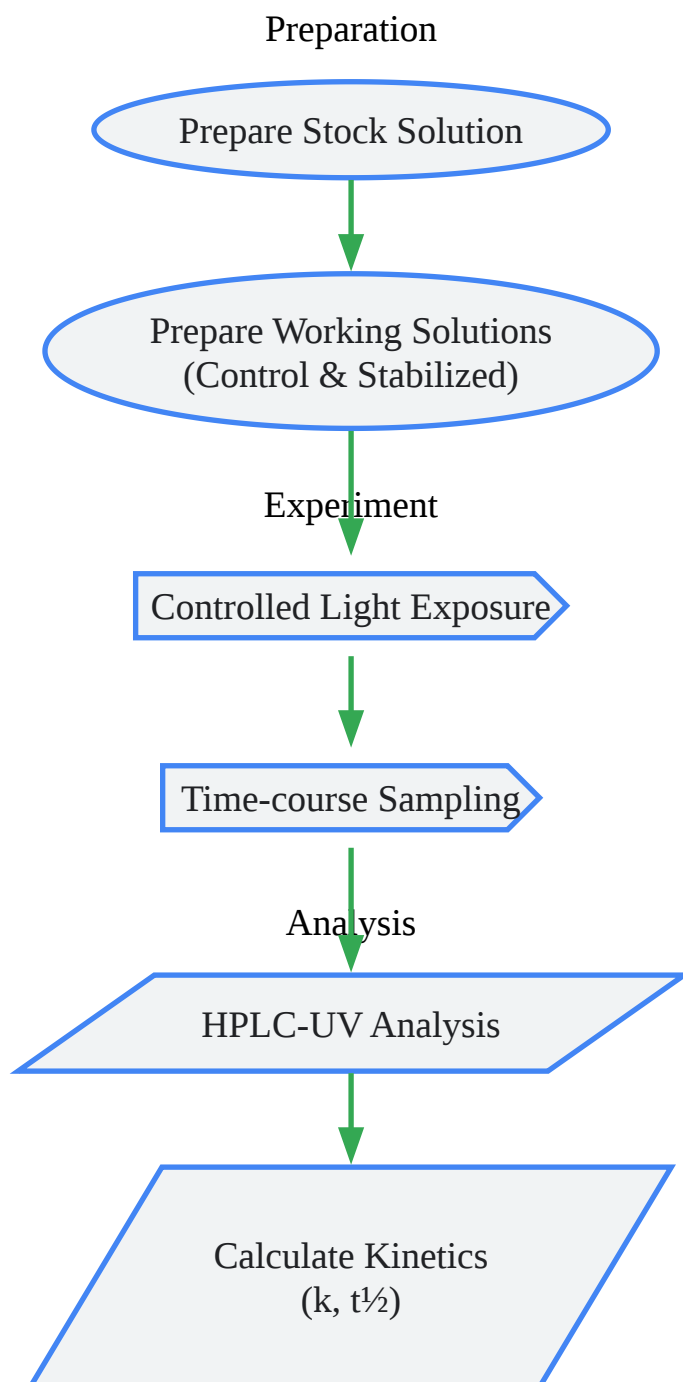 Preparation
Prepare Stock Solution
Prepare Working Solutions
(Control & Stabilized)
Experiment
Controlled Light Exposure
Time-course Sampling
Analysis
HPLC-UV Analysis
Calculate Kinetics
(k, t½)